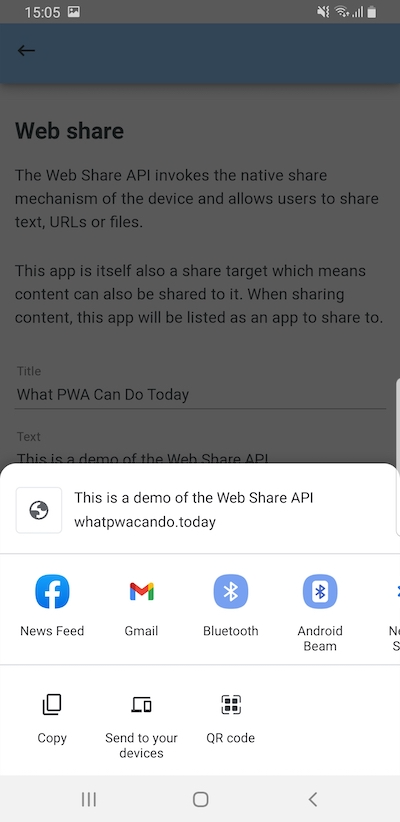 15:05
Web share
The Web Share API invokes the native share
mechanism of the device and allows users to share
text, URLs or files.
This app is itself also a share target which means
content can also be shared to it. When sharing
content, this app will be listed as an app to share to.
Title
What PWA Can Do Today
Text
This is a demo of the Web Share API
This is a demo of the Web Share API
whatpwacando.today
News Feed
Gmail
Bluetooth
Android
Beam
Copy
Send to your
devices
QR code